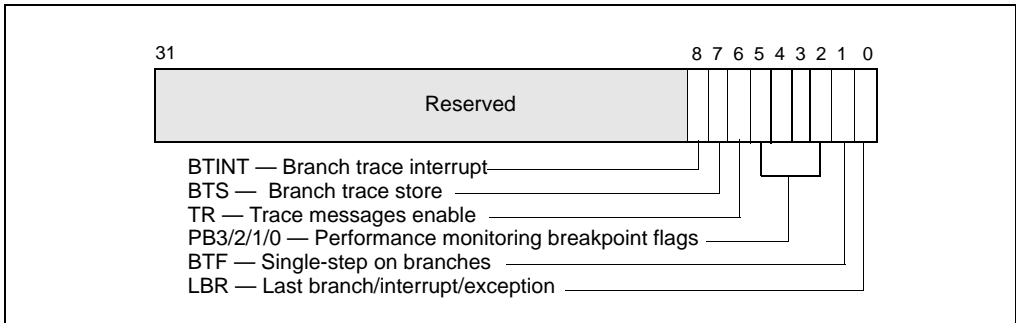 31 8 7 6 5 4 3 2 1 0
Reserved
BTINT — Branch trace interrupt
BTS — Branch trace store
TR — Trace messages enable
PB3/2/1/0 — Performance monitoring breakpoint flags
BTF — Single-step on branches
LBR — Last branch/interrupt/exception